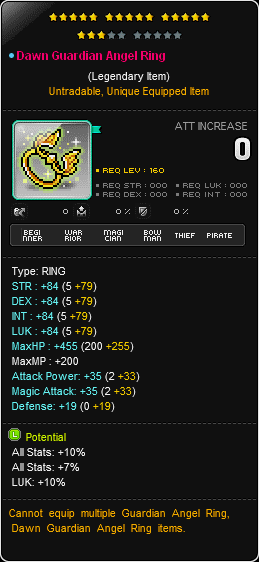 Dawn Guardian Angel Ring
(Legendary Item)
Untradable, Unique Equipped Item
ATT INCREASE
0
REQ LEV : 160
REQ STR : 000 REQ LUK : 000
REQ DEX : 000 REQ INT : 000
0 0 % 0 %
BEGINNER WARRIOR MAGICIAN BOWMAN THIEF PIRATE
Type: RING
STR : +84 (5 +79)
DEX : +84 (5 +79)
INT : +84 (5 +79)
LUK : +84 (5 +79)
MaxHP : +455 (200 +255)
MaxMP : +200
Attack Power: +35 (2 +33)
Magic Attack: +35 (2 +33)
Defense: +19 (0 +19)
L Potential
All Stats: +10%
All Stats: +7%
LUK: +10%
Cannot equip multiple Guardian Angel Ring,
Dawn Guardian Angel Ring items.